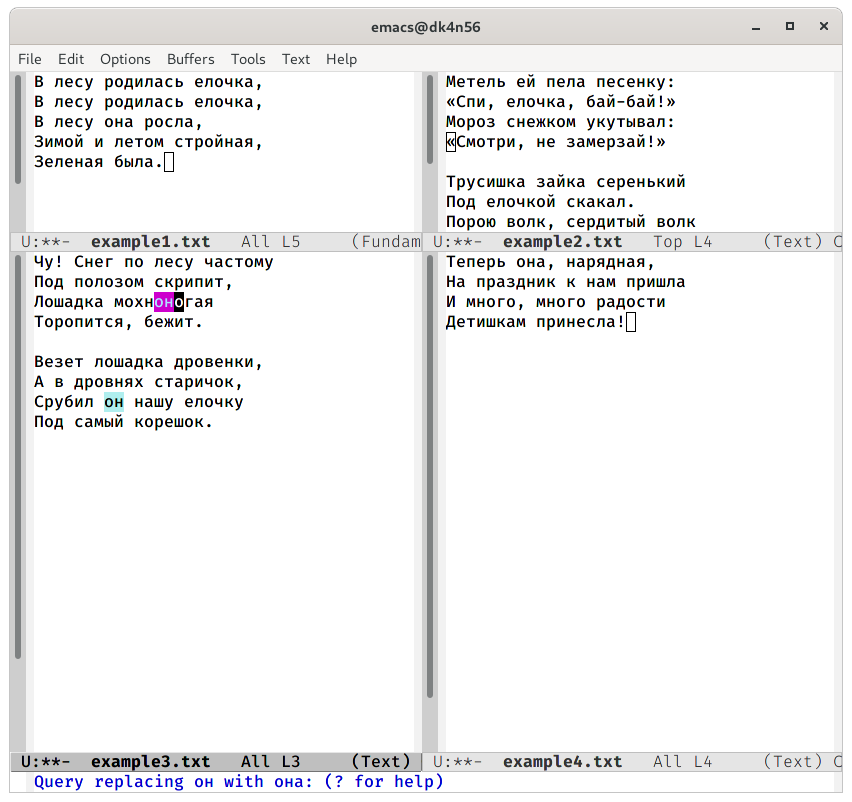 emacs@dk4n56
File Edit Options Buffers Tools Text Help
В лесу родилась елочка,
В лесу родилась елочка,
В лесу она росла,
Зимой и летом стройная,
Зеленая была.
U:**- example1.txt All L5 (Fundam
Метель ей пела песенку:
«Спи, елочка, бай-бай!»
Мороз снежком укутывал:
«Смотри, не замерзай!»
Трусишка зайка серенький
Под елочкой скакал.
Порою волк, сердитый волк
U:**- example2.txt Top L4 (Text) C
Чу! Снег по лесу частому
Под полозом скрипит,
Лошадка мохноногая
Торопится, бежит.
Везет лошадка дровенки,
А в дровнях старичок,
Срубил он нашу елочку
Под самый корешок.
U:**- example3.txt All L3 (Text)
Теперь она, нарядная,
На праздник к нам пришла
И много, много радости
Детишкам принесла!
U:**- example4.txt All L4 (Text) C
Query replacing он with она: (? for help)